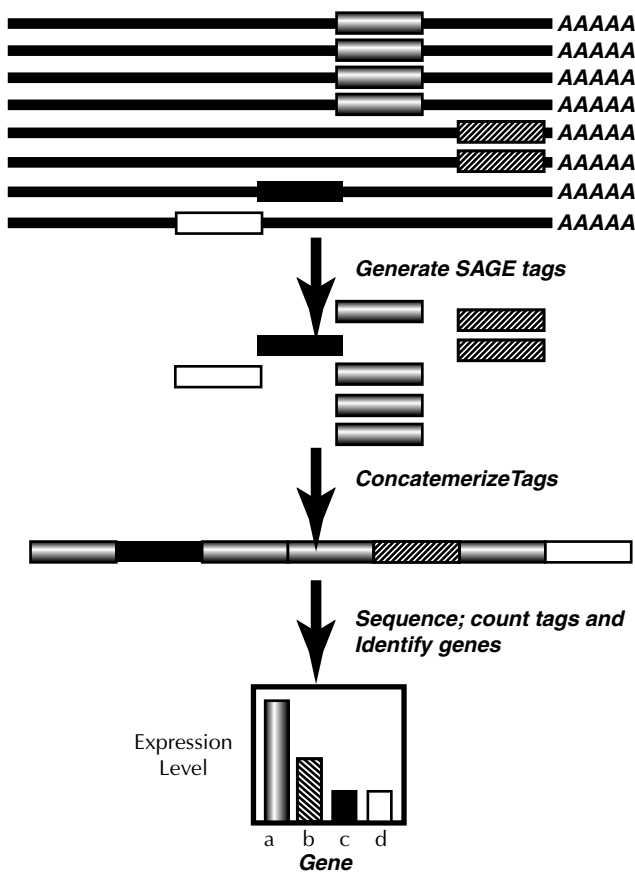 AAAAA
AAAAA
AAAAA
AAAAA
AAAAA
AAAAA
AAAAA
AAAAA
Generate SAGE tags
ConcatemerizeTags
Sequence; count tags and
Identify genes
Expression
Level
a b c d
Gene